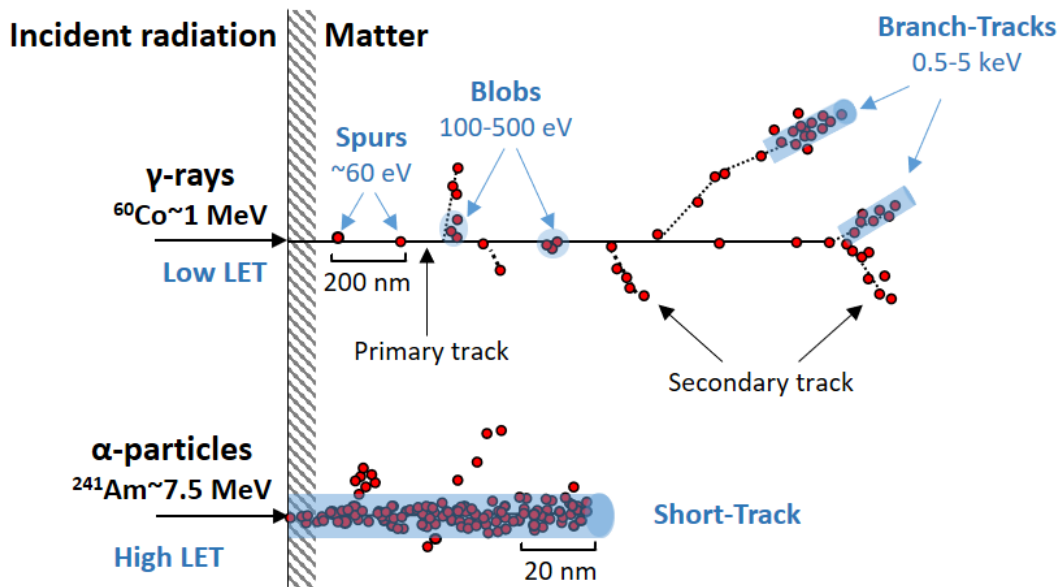 Incident radiation
Matter
Branch-Tracks
0.5-5 keV
Blobs
100-500 eV
Spurs
~60 eV
γ-rays
⁶⁰Co~1 MeV
Low LET
200 nm
Primary track
Secondary track
α-particles
²⁴¹Am~7.5 MeV
High LET
Short-Track
20 nm